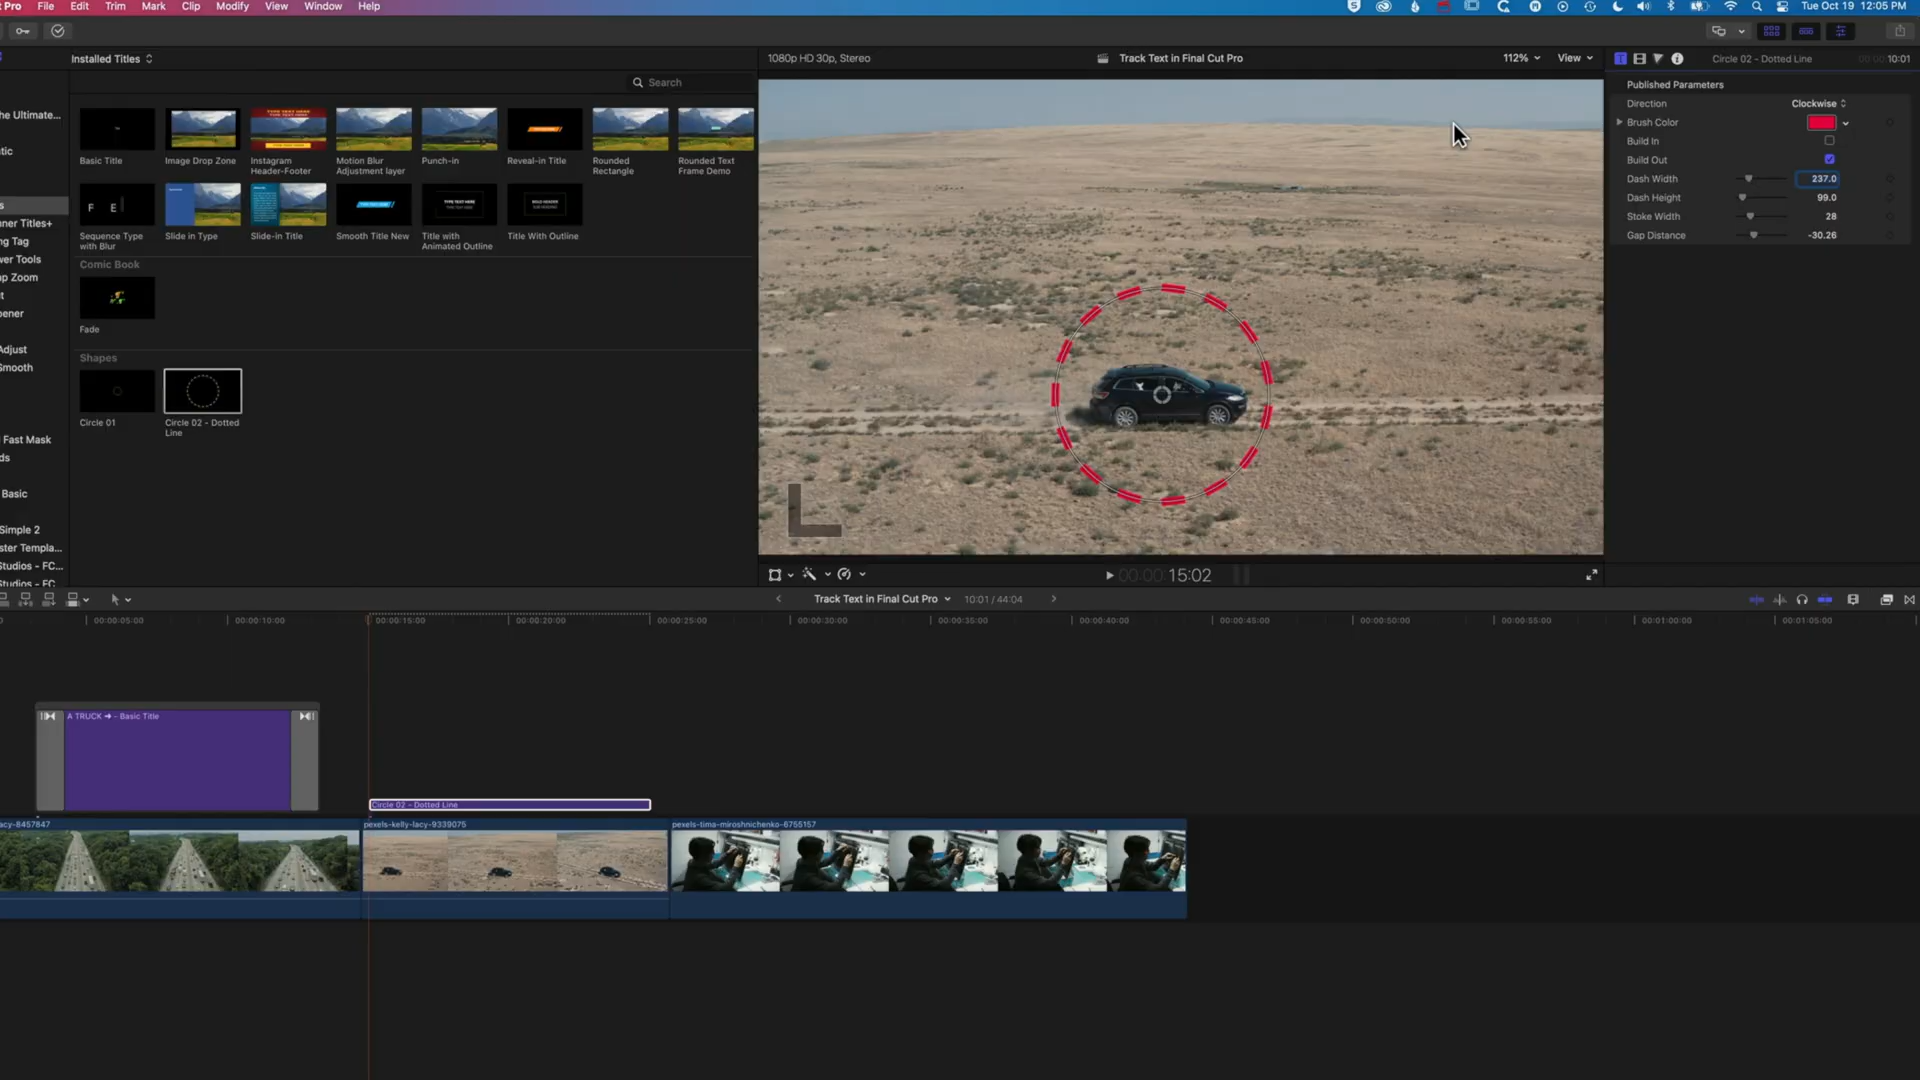 t Pro File Edit Trim Mark Clip Modify View Window Help
Tue Oct 19 12:05 PM
Installed Titles
1080p HD 30p, Stereo
Track Text in Final Cut Pro
112%
View
Circle 02 - Dotted Line
10:01
Search
Published Parameters
Direction Clockwise
Brush Color
Build In
Build Out
Dash Width 237.0
Dash Height 99.0
Stoke Width 28
Gap Distance -30.26
he Ultimate...
tic
s
ner Titles+
ng Tag
wer Tools
ap Zoom
t
pener
Adjust
Smooth
Fast Mask
ds
Basic
Simple 2
ster Templa...
Studios - FC...
Studios - FC
Basic Title
Image Drop Zone
Instagram
Header-Footer
Motion Blur
Adjustment layer
Punch-in
Reveal-in Title
Rounded
Rectangle
Rounded Text
Frame Demo
F E
Sequence Type
with Blur
Slide in Type
Slide-in Title
Smooth Title New
Title with
Animated Outline
Title With Outline
Comic Book
Fade
Shapes
Circle 01
Circle 02 - Dotted
Line
00:00:15:02
Track Text in Final Cut Pro
10:01 / 44:04
00:00:05:00
00:00:10:00
00:00:15:00
00:00:20:00
00:00:25:00
00:00:30:00
00:00:35:00
00:00:40:00
00:00:45:00
00:00:50:00
00:00:55:00
00:01:00:00
00:01:05:00
A TRUCK ➜ - Basic Title
Circle 02 - Dotted Line
acy-8457847
pexels-kelly-lacy-9339075
pexels-tima-miroshnichenko-6755157